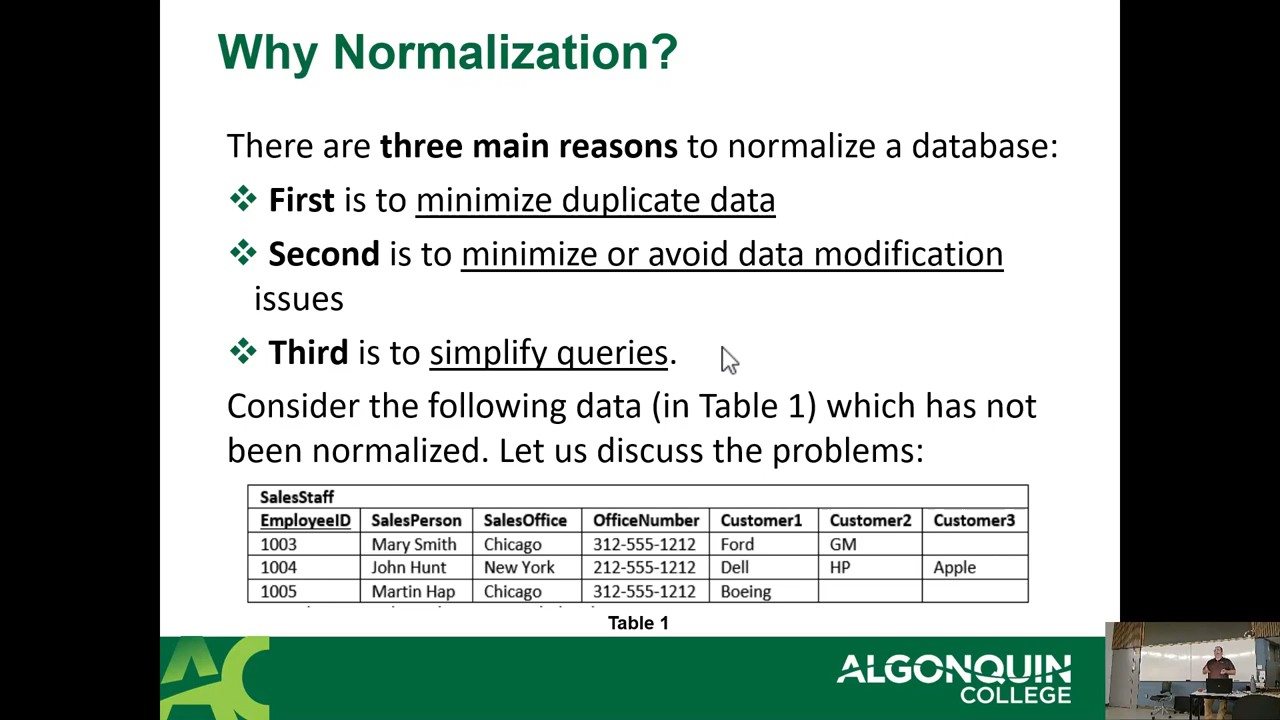 Why Normalization?
There are three main reasons to normalize a database:
First is to minimize duplicate data
Second is to minimize or avoid data modification
issues
Third is to simplify queries.
Consider the following data (in Table 1) which has not
been normalized. Let us discuss the problems:
SalesStaff
EmployeeID SalesPerson SalesOffice OfficeNumber Customer1 Customer2 Customer3
1003 Mary Smith Chicago 312-555-1212 Ford GM
1004 John Hunt New York 212-555-1212 Dell HP Apple
1005 Martin Hap Chicago 312-555-1212 Boeing
Table 1
AC
ALGONQUIN
COLLEGE